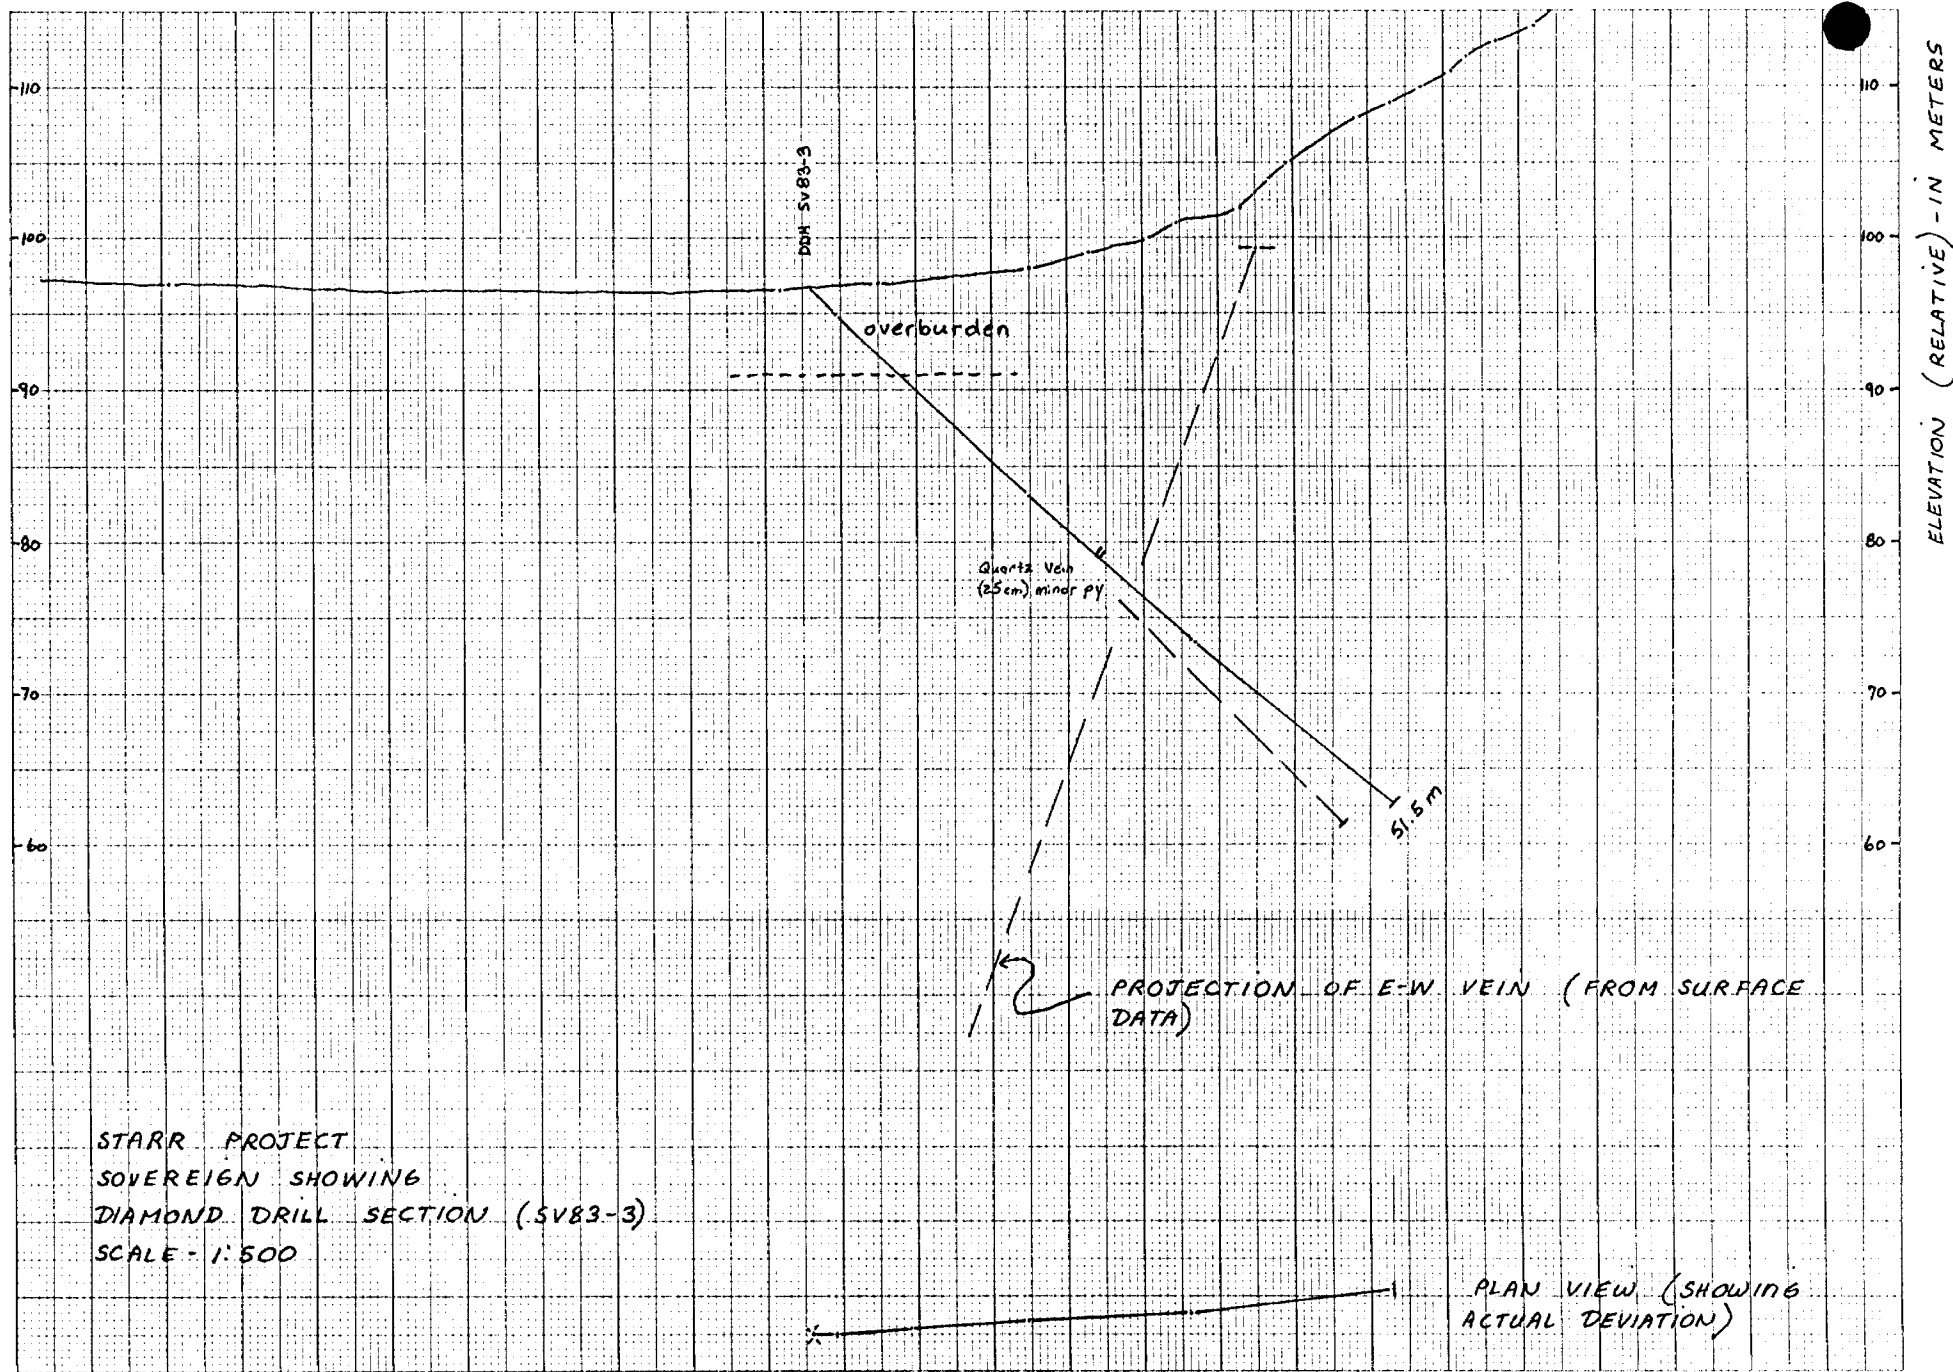 110
100
90
80
70
60
110
100
90
80
70
60
ELEVATION (RELATIVE) - IN METERS
DDH SV83-3
overburden
Quartz Vein
(25cm) minor py
51.5 m
PROJECTION OF E-W VEIN (FROM SURFACE
DATA)
STARR PROJECT
SOVEREIGN SHOWING
DIAMOND DRILL SECTION (SV83-3)
SCALE - 1:500
PLAN VIEW (SHOWING
ACTUAL DEVIATION)